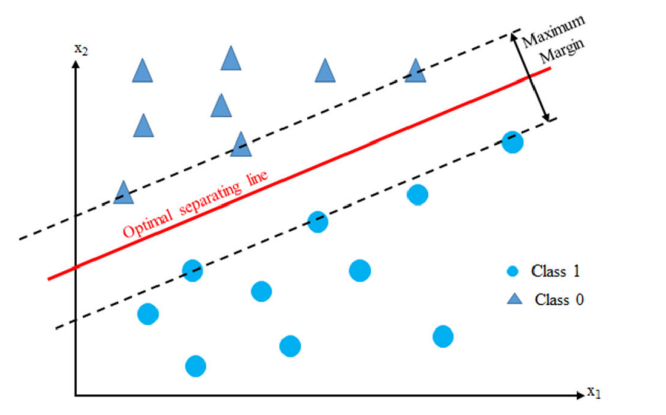 x2
Maximum
Margin
Optimal separating line
Class 1
Class 0
x1